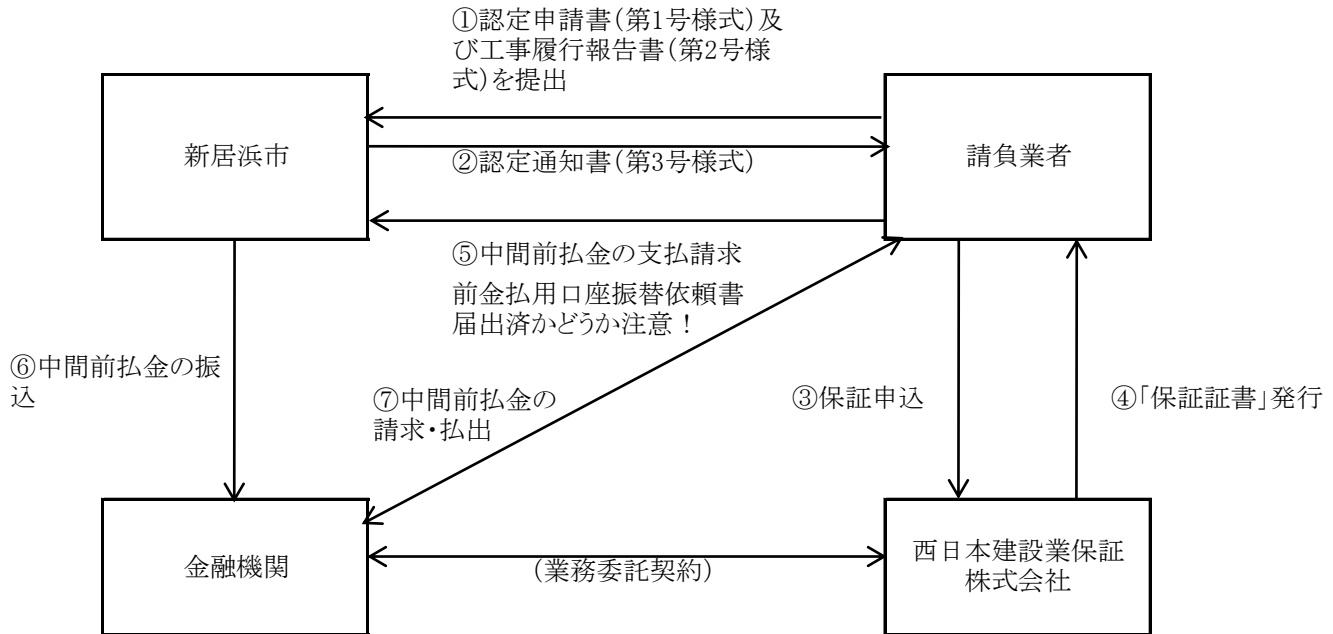 ①認定申請書(第1号様式)及
び工事履行報告書(第2号様
式)を提出
新居浜市
請負業者
②認定通知書(第3号様式)
⑤中間前払金の支払請求
前金払用口座振替依頼書
届出済かどうか注意！
⑥中間前払金の振
込
⑦中間前払金の
請求・払出
③保証申込
④「保証証書」発行
金融機関
(業務委託契約)
西日本建設業保証
株式会社